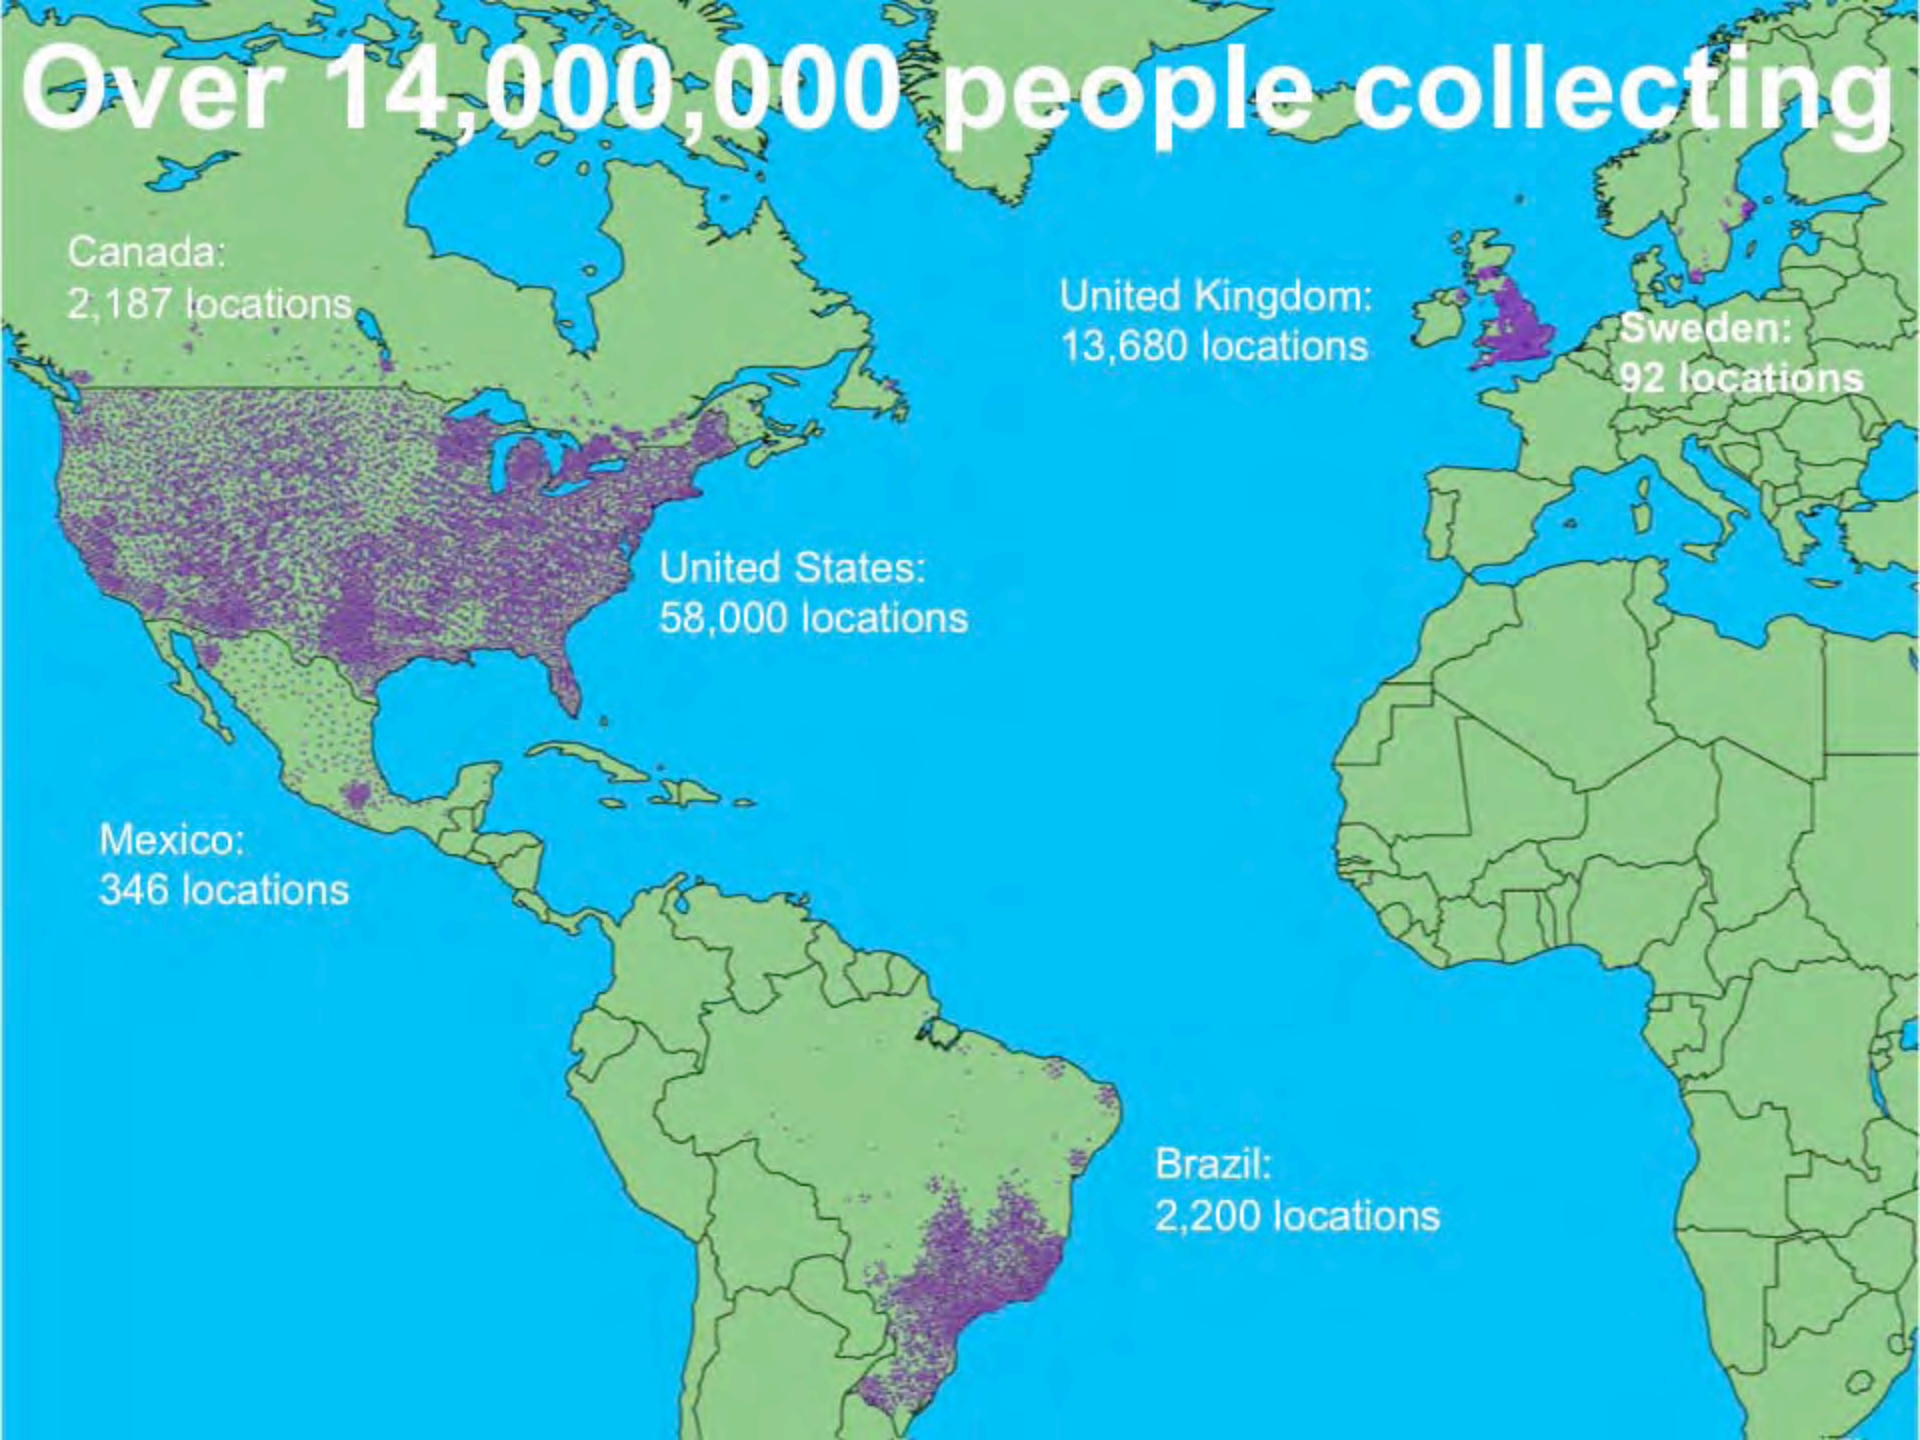 Over 14,000,000 people collecting
Canada:
2,187 locations
United Kingdom:
13,680 locations
Sweden:
92 locations
United States:
58,000 locations
Mexico:
346 locations
Brazil:
2,200 locations